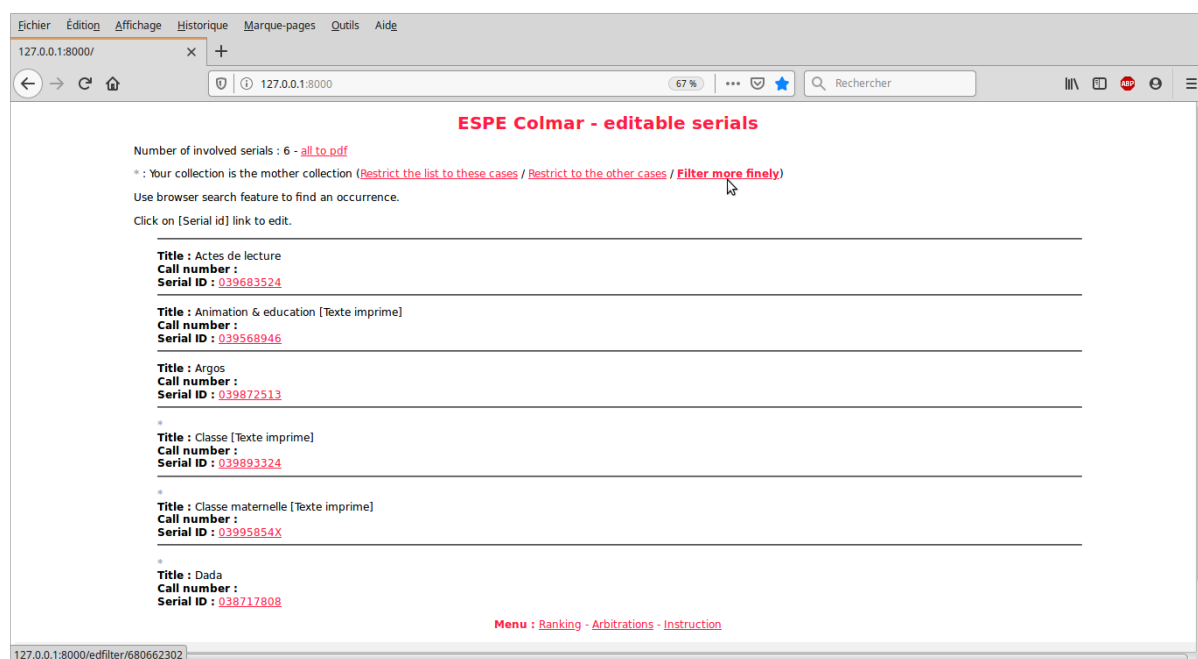 Fichier Édition Affichage Historique Marque-pages Outils Aide
127.0.0.1:8000/
127.0.0.1:8000 67 % Rechercher ABP
ESPE Colmar - editable serials
Number of involved serials : 6 - all to pdf
* : Your collection is the mother collection (Restrict the list to these cases / Restrict to the other cases / Filter more finely)
Use browser search feature to find an occurrence.
Click on [Serial id] link to edit.
Title : Actes de lecture
Call number :
Serial ID : 039683524
Title : Animation & education [Texte imprime]
Call number :
Serial ID : 039568946
Title : Argos
Call number :
Serial ID : 039872513
*
Title : Classe [Texte imprime]
Call number :
Serial ID : 039893324
*
Title : Classe maternelle [Texte imprime]
Call number :
Serial ID : 03995854X
*
Title : Dada
Call number :
Serial ID : 038717808
Menu : Ranking - Arbitrations - Instruction
127.0.0.1:8000/edfilter/680662302